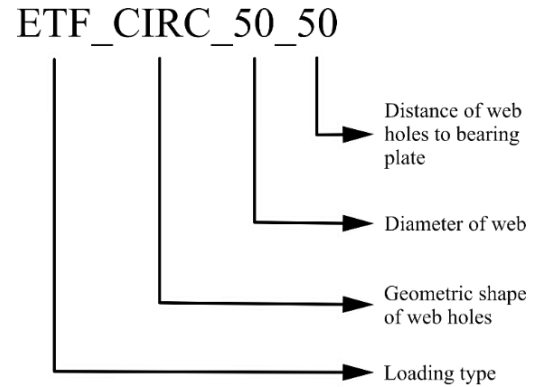 ETF_CIRC_50_50
Distance of web
holes to bearing
plate
Diameter of web
Geometric shape
of web holes
Loading type